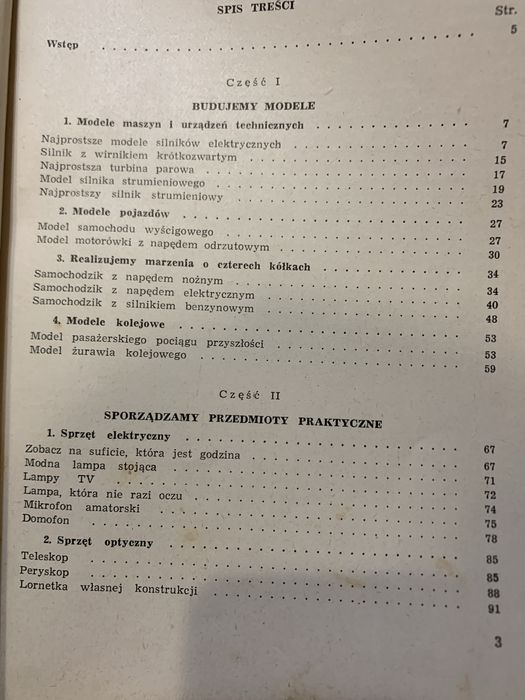 SPIS TREŚCI
Str.
Wstęp . . . . . . . . . . . . . . . . . . . . 5
Część I
BUDUJEMY MODELE
1. Modele maszyn i urządzeń technicznych . . . . . . . . . . 7
Najprostsze modele silników elektrycznych . . . . . . . . . . 7
Silnik z wirnikiem krótkozwartym . . . . . . . . . . 15
Najprostsza turbina parowa . . . . . . . . . . 17
Model silnika strumieniowego . . . . . . . . . . 19
Najprostszy silnik strumieniowy . . . . . . . . . . 23
2. Modele pojazdów . . . . . . . . . . 27
Model samochodu wyścigowego . . . . . . . . . . 27
Model motorówki z napędem odrzutowym . . . . . . . . . . 30
3. Realizujemy marzenia o czterech kółkach . . . . . . . . . . 34
Samochodzik z napędem nożnym . . . . . . . . . . 34
Samochodzik z napędem elektrycznym . . . . . . . . . . 40
Samochodzik z silnikiem benzynowym . . . . . . . . . . 48
4. Modele kolejowe . . . . . . . . . . 53
Model pasażerskiego pociągu przyszłości . . . . . . . . . . 53
Model żurawia kolejowego . . . . . . . . . . 59
Część II
SPORZĄDZAMY PRZEDMIOTY PRAKTYCZNE
1. Sprzęt elektryczny . . . . . . . . . . 67
Zobacz na suficie, która jest godzina . . . . . . . . . . 67
Modna lampa stojąca . . . . . . . . . . 71
Lampy TV . . . . . . . . . . 72
Lampa, która nie razi oczu . . . . . . . . . . 74
Mikrofon amatorski . . . . . . . . . . 75
Domofon . . . . . . . . . . 78
2. Sprzęt optyczny . . . . . . . . . . 85
Teleskop . . . . . . . . . . 85
Peryskop . . . . . . . . . . 88
Lornetka własnej konstrukcji . . . . . . . . . . 91
3